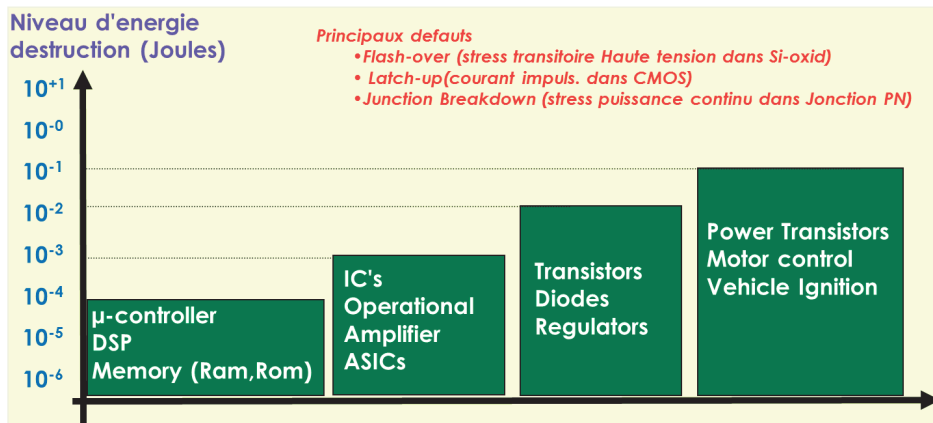 Niveau d'energie
destruction (Joules)
Principaux defauts
•Flash-over (stress transitoire Haute tension dans Si-oxid)
• Latch-up(courant impuls. dans CMOS)
•Junction Breakdown (stress puissance continu dans Jonction PN)
10+1
10-0
10-1
10-2
10-3
10-4
10-5
10-6
µ-controller
DSP
Memory (Ram,Rom)
IC's
Operational
Amplifier
ASICs
Transistors
Diodes
Regulators
Power Transistors
Motor control
Vehicle Ignition